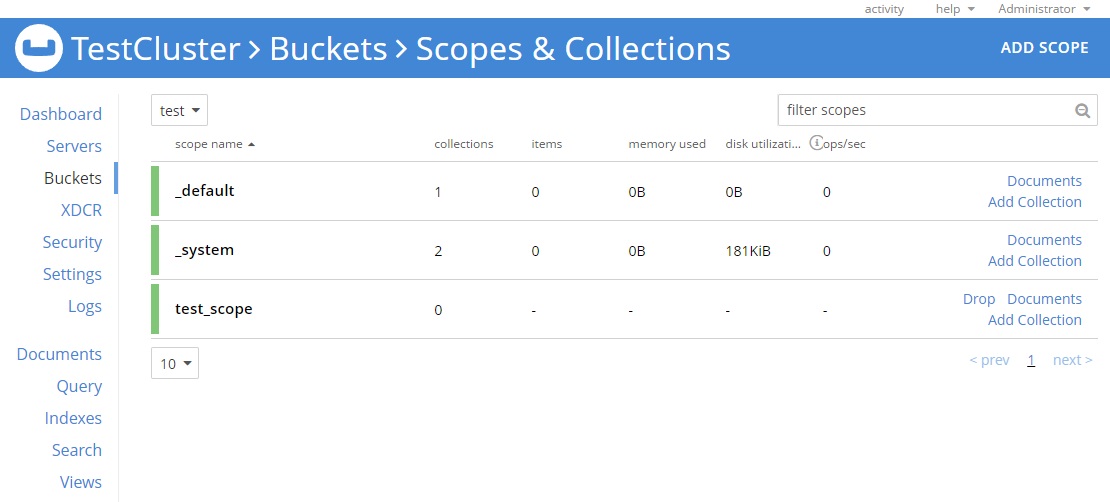 activity help Administrator
TestCluster > Buckets > Scopes & Collections ADD SCOPE
Dashboard
Servers
Buckets
XDCR
Security
Settings
Logs
Documents
Query
Indexes
Search
Views
test filter scopes
scope name collections items memory used disk utilizati... ops/sec
_default 1 0 0B 0B 0 Documents
Add Collection
_system 2 0 0B 181KiB 0 Documents
Add Collection
test_scope 0 - - - - Drop Documents
Add Collection
10 < prev 1 next >